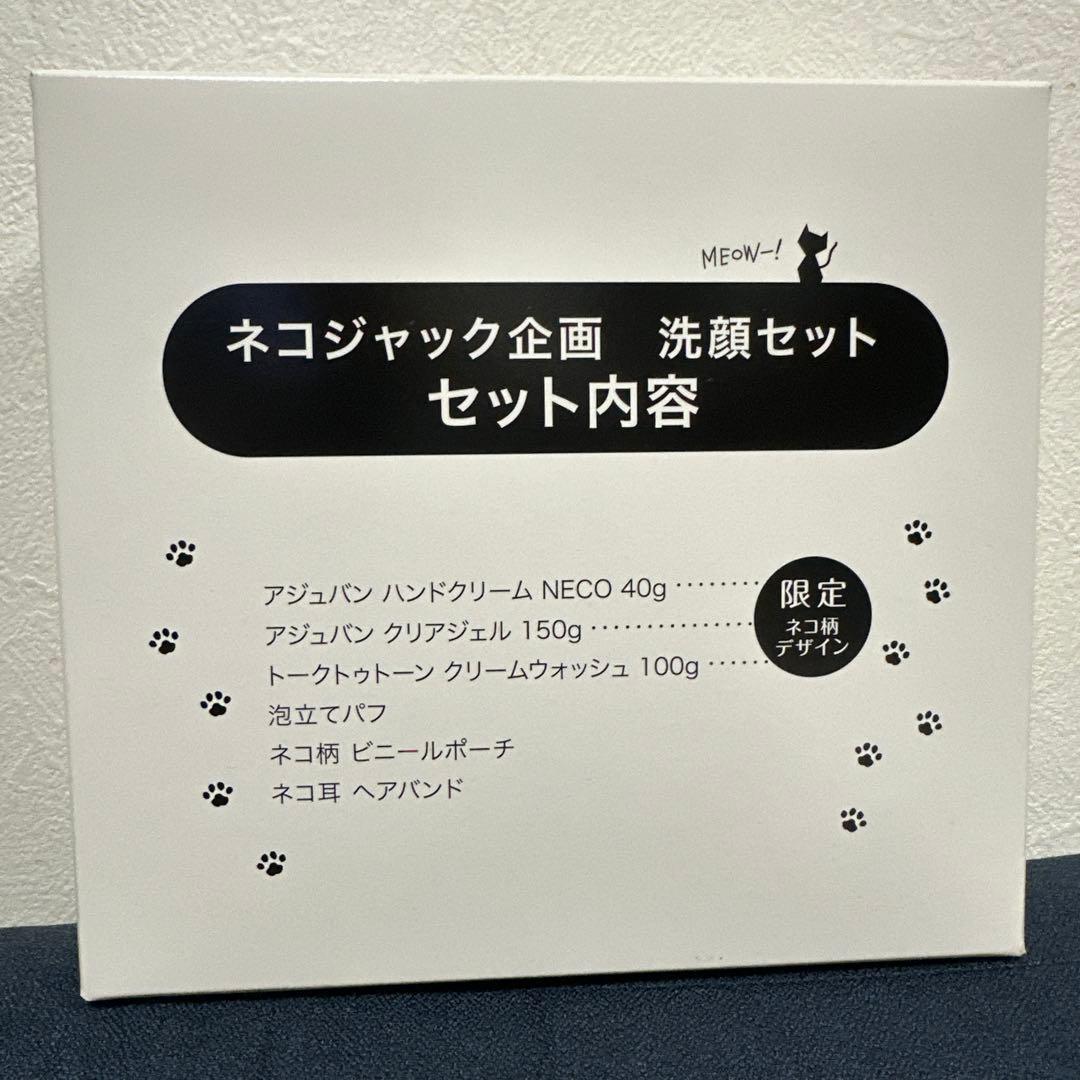 MEOW-!
ネコジャック企画　洗顔セット
セット内容
アジュバン ハンドクリーム NECO 40g ········
アジュバン クリアジェル 150g ···············
トークトゥトーン クリームウォッシュ 100g ······
限定
ネコ柄
デザイン
泡立てパフ
ネコ柄 ビニールポーチ
ネコ耳 ヘアバンド